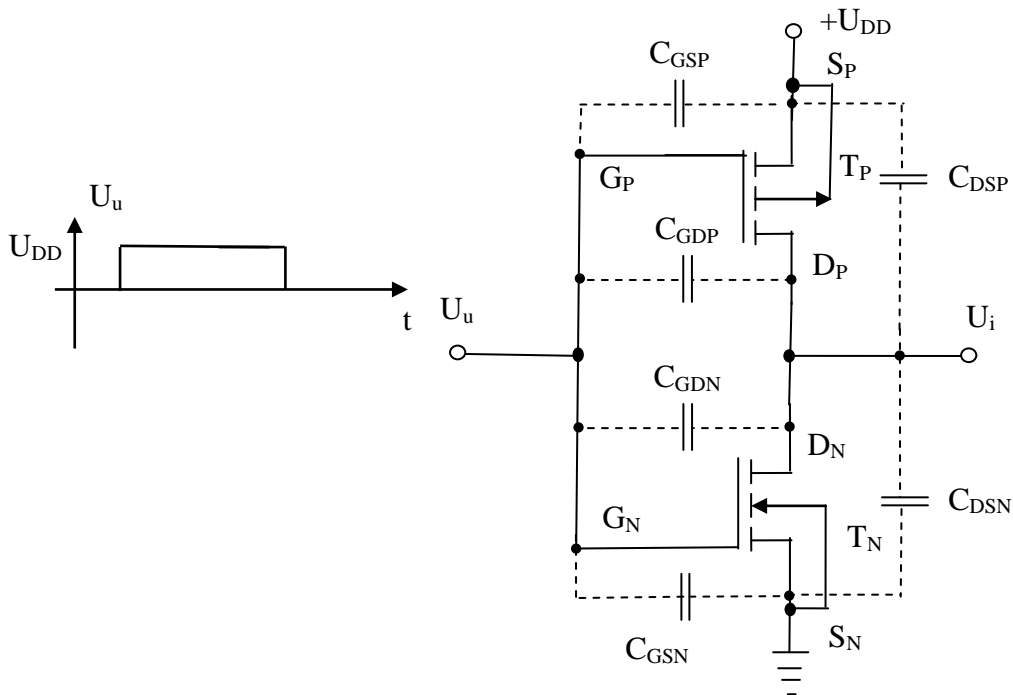 +U_DD
C_GSP
S_P
G_P
T_P
C_DSP
U_u
U_DD
C_GDP
D_P
t
U_u
U_i
C_GDN
D_N
G_N
C_DSN
T_N
S_N
C_GSN